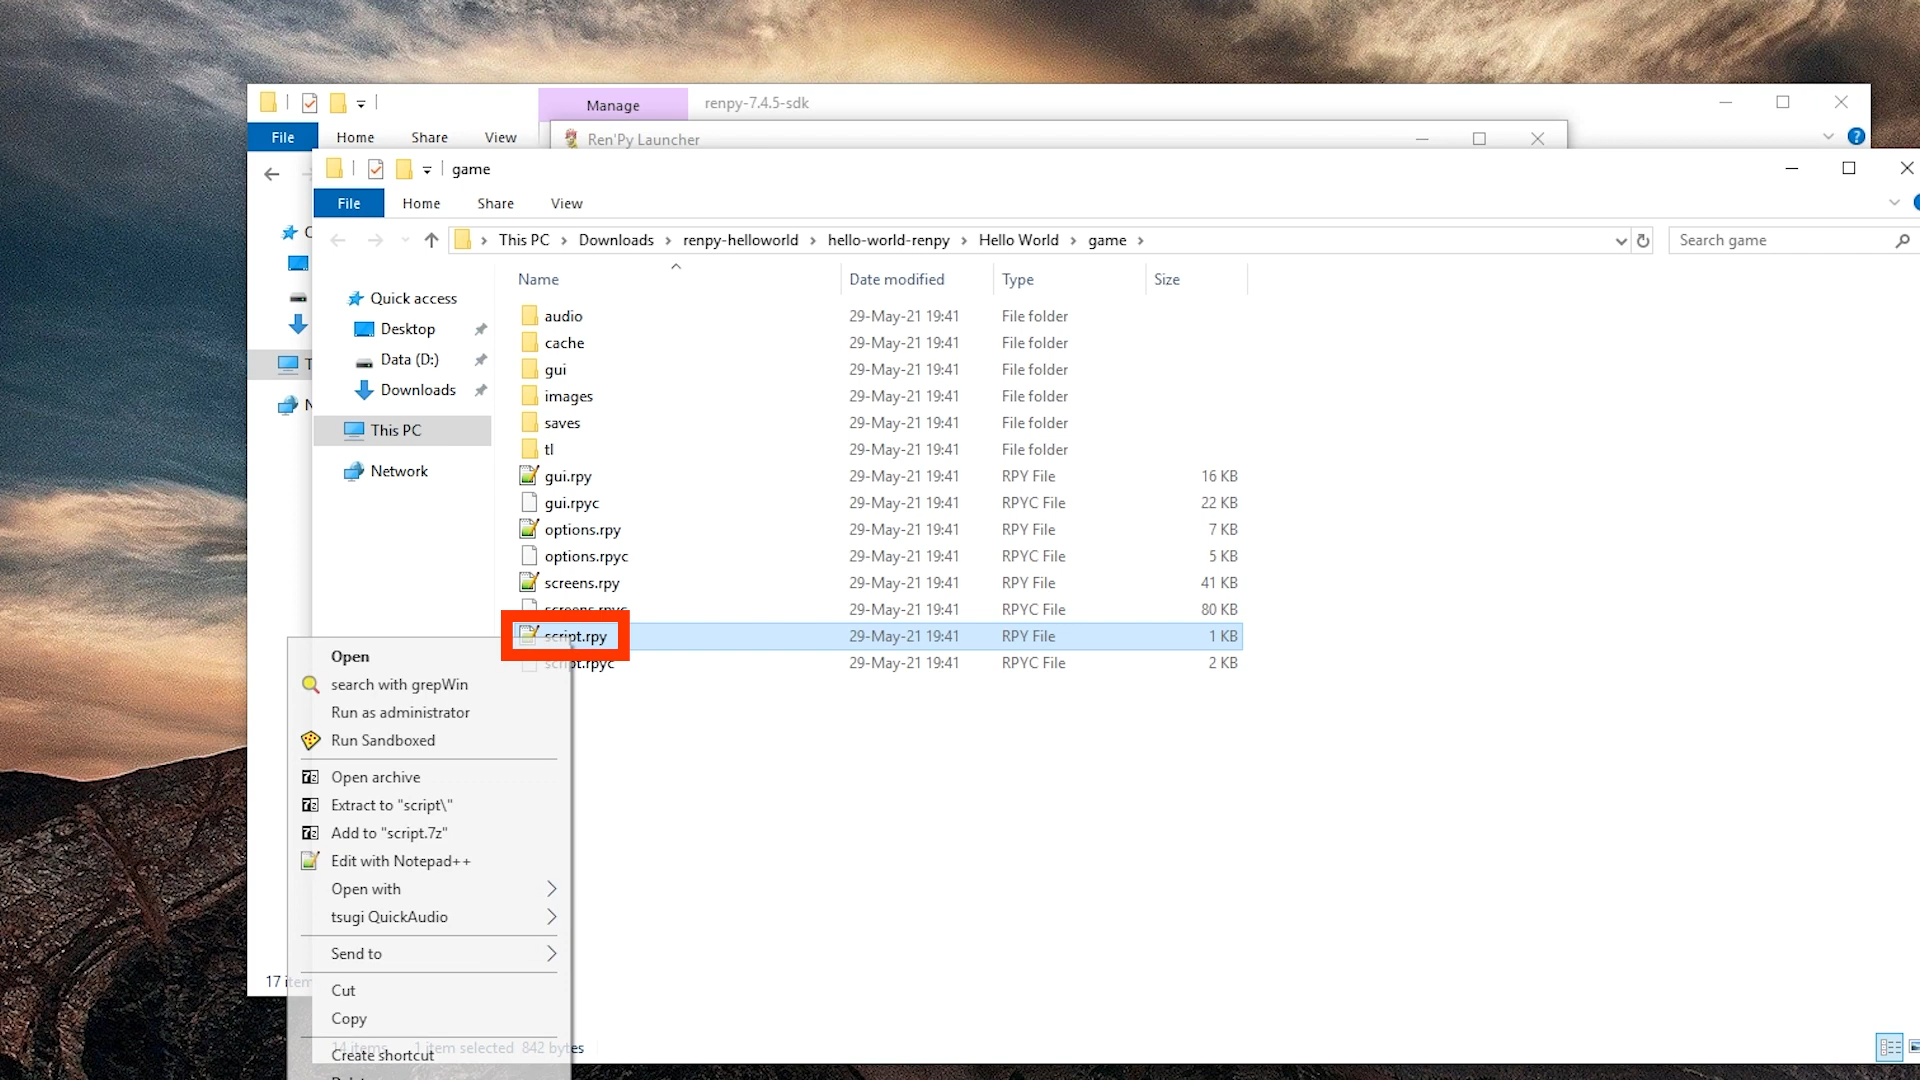 Manage renpy-7.4.5-sdk
File Home Share View
Ren'Py Launcher
game
File Home Share View
This PC Downloads renpy-helloworld hello-world-renpy Hello World game
Search game
Name Date modified Type Size
Quick access
Desktop
Data (D:)
Downloads
This PC
Network
audio 29-May-21 19:41 File folder
cache 29-May-21 19:41 File folder
gui 29-May-21 19:41 File folder
images 29-May-21 19:41 File folder
saves 29-May-21 19:41 File folder
tl 29-May-21 19:41 File folder
gui.rpy 29-May-21 19:41 RPY File 16 KB
gui.rpyc 29-May-21 19:41 RPYC File 22 KB
options.rpy 29-May-21 19:41 RPY File 7 KB
options.rpyc 29-May-21 19:41 RPYC File 5 KB
screens.rpy 29-May-21 19:41 RPY File 41 KB
screens.rpyc 29-May-21 19:41 RPYC File 80 KB
script.rpy 29-May-21 19:41 RPY File 1 KB
script.rpyc 29-May-21 19:41 RPYC File 2 KB
Open
search with grepWin
Run as administrator
Run Sandboxed
Open archive
Extract to "script\"
Add to "script.7z"
Edit with Notepad++
Open with
tsugi QuickAudio
Send to
Cut
Copy
Create shortcut
17 item
14 items 1 item selected 842 bytes